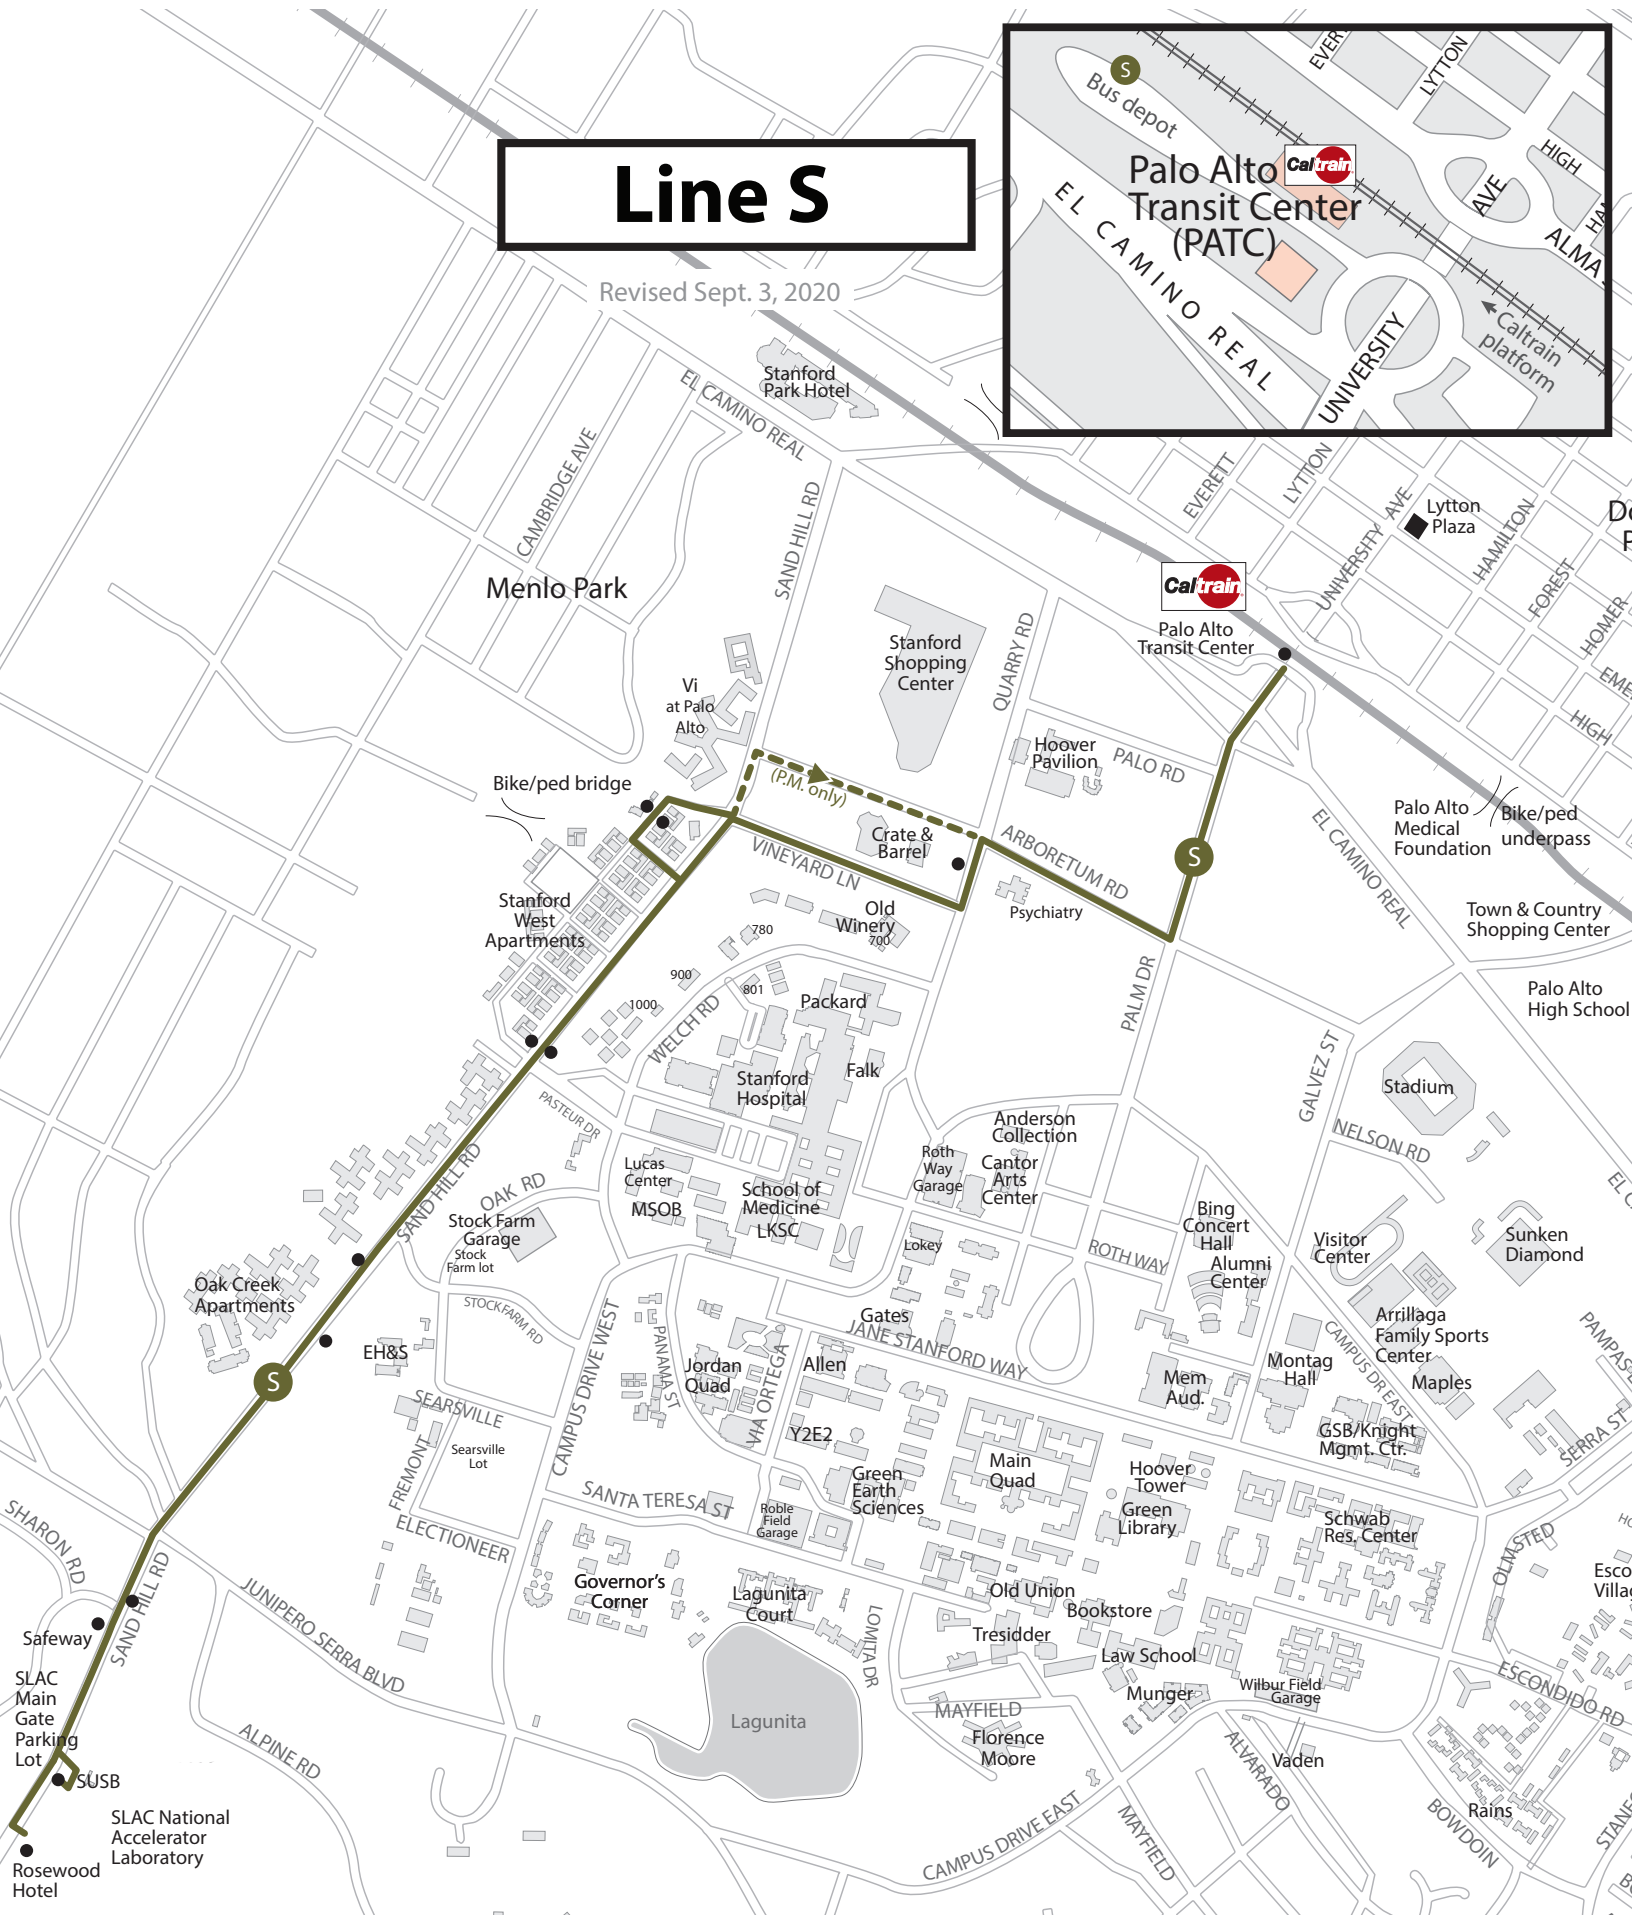 Line S
Revised Sept. 3, 2020
S
Bus depot
Palo Alto
Transit Center
(PATC)
Caltrain
EL CAMINO REAL
UNIVERSITY
AVE
LYTTON
HIGH
ALMA
Caltrain
platform
Stanford
Park Hotel
EL CAMINO REAL
CAMBRIDGE AVE
SAND HILL RD
Menlo Park
EVERETT
LYTTON
UNIVERSITY AVE
Lytton
Plaza
HAMILTON
FOREST
HOMER
HIGH
Caltrain
Palo Alto
Transit Center
Stanford
Shopping
Center
QUARRY RD
Vi
at Palo
Alto
Hoover
Pavilion
PALO RD
Bike/ped bridge
(P.M. only)
Crate &
Barrel
VINEYARD LN
ARBORETUM RD
S
EL CAMINO REAL
Palo Alto
Medical
Foundation
Bike/ped
underpass
Psychiatry
Stanford
West
Apartments
Old
Winery
700
780
Town & Country
Shopping Center
Palo Alto
High School
900
801
1000
WELCH RD
Packard
PALM DR
Stanford
Hospital
Falk
GALVEZ ST
Stadium
NELSON RD
PASTEUR DR
Anderson
Collection
Roth
Way
Garage
Cantor
Arts
Center
Lucas
Center
MSOB
School of
Medicine
LKSC
SAND HILL RD
OAK RD
Stock Farm
Garage
Stock
Farm lot
STOCK FARM RD
Lokey
ROTH WAY
Bing
Concert
Hall
Alumni
Center
Visitor
Center
Sunken
Diamond
Oak Creek
Apartments
Gates
JANE STANFORD WAY
Arrillaga
Family Sports
Center
EH&S
S
CAMPUS DRIVE WEST
PANAMA ST
Jordan
Quad
VIA ORTEGA
Allen
Mem
Aud.
Montag
Hall
CAMPUS DR EAST
Maples
SEARSVILLE
Searsville
Lot
FREMONT
Y2E2
Green
Earth
Sciences
Main
Quad
Hoover
Tower
Green
Library
GSB/Knight
Mgmt. Ctr.
SERRA ST
SANTA TERESA ST
Roble
Field
Garage
ELECTIONEER
Schwab
Res. Center
OLMSTED
SHARON RD
SAND HILL RD
JUNIPERO SERRA BLVD
Governor's
Corner
Lagunita
Court
LOMITA DR
Old Union
Bookstore
Tresidder
Law School
Munger
Wilbur Field
Garage
ESCONDIDO RD
Safeway
SLAC
Main
Gate
Parking
Lot
SUSB
ALPINE RD
Lagunita
MAYFIELD
Florence
Moore
ALVARADO
Vaden
SLAC National
Accelerator
Laboratory
Rosewood
Hotel
CAMPUS DRIVE EAST
MAYFIELD
BOWDOIN
Rains